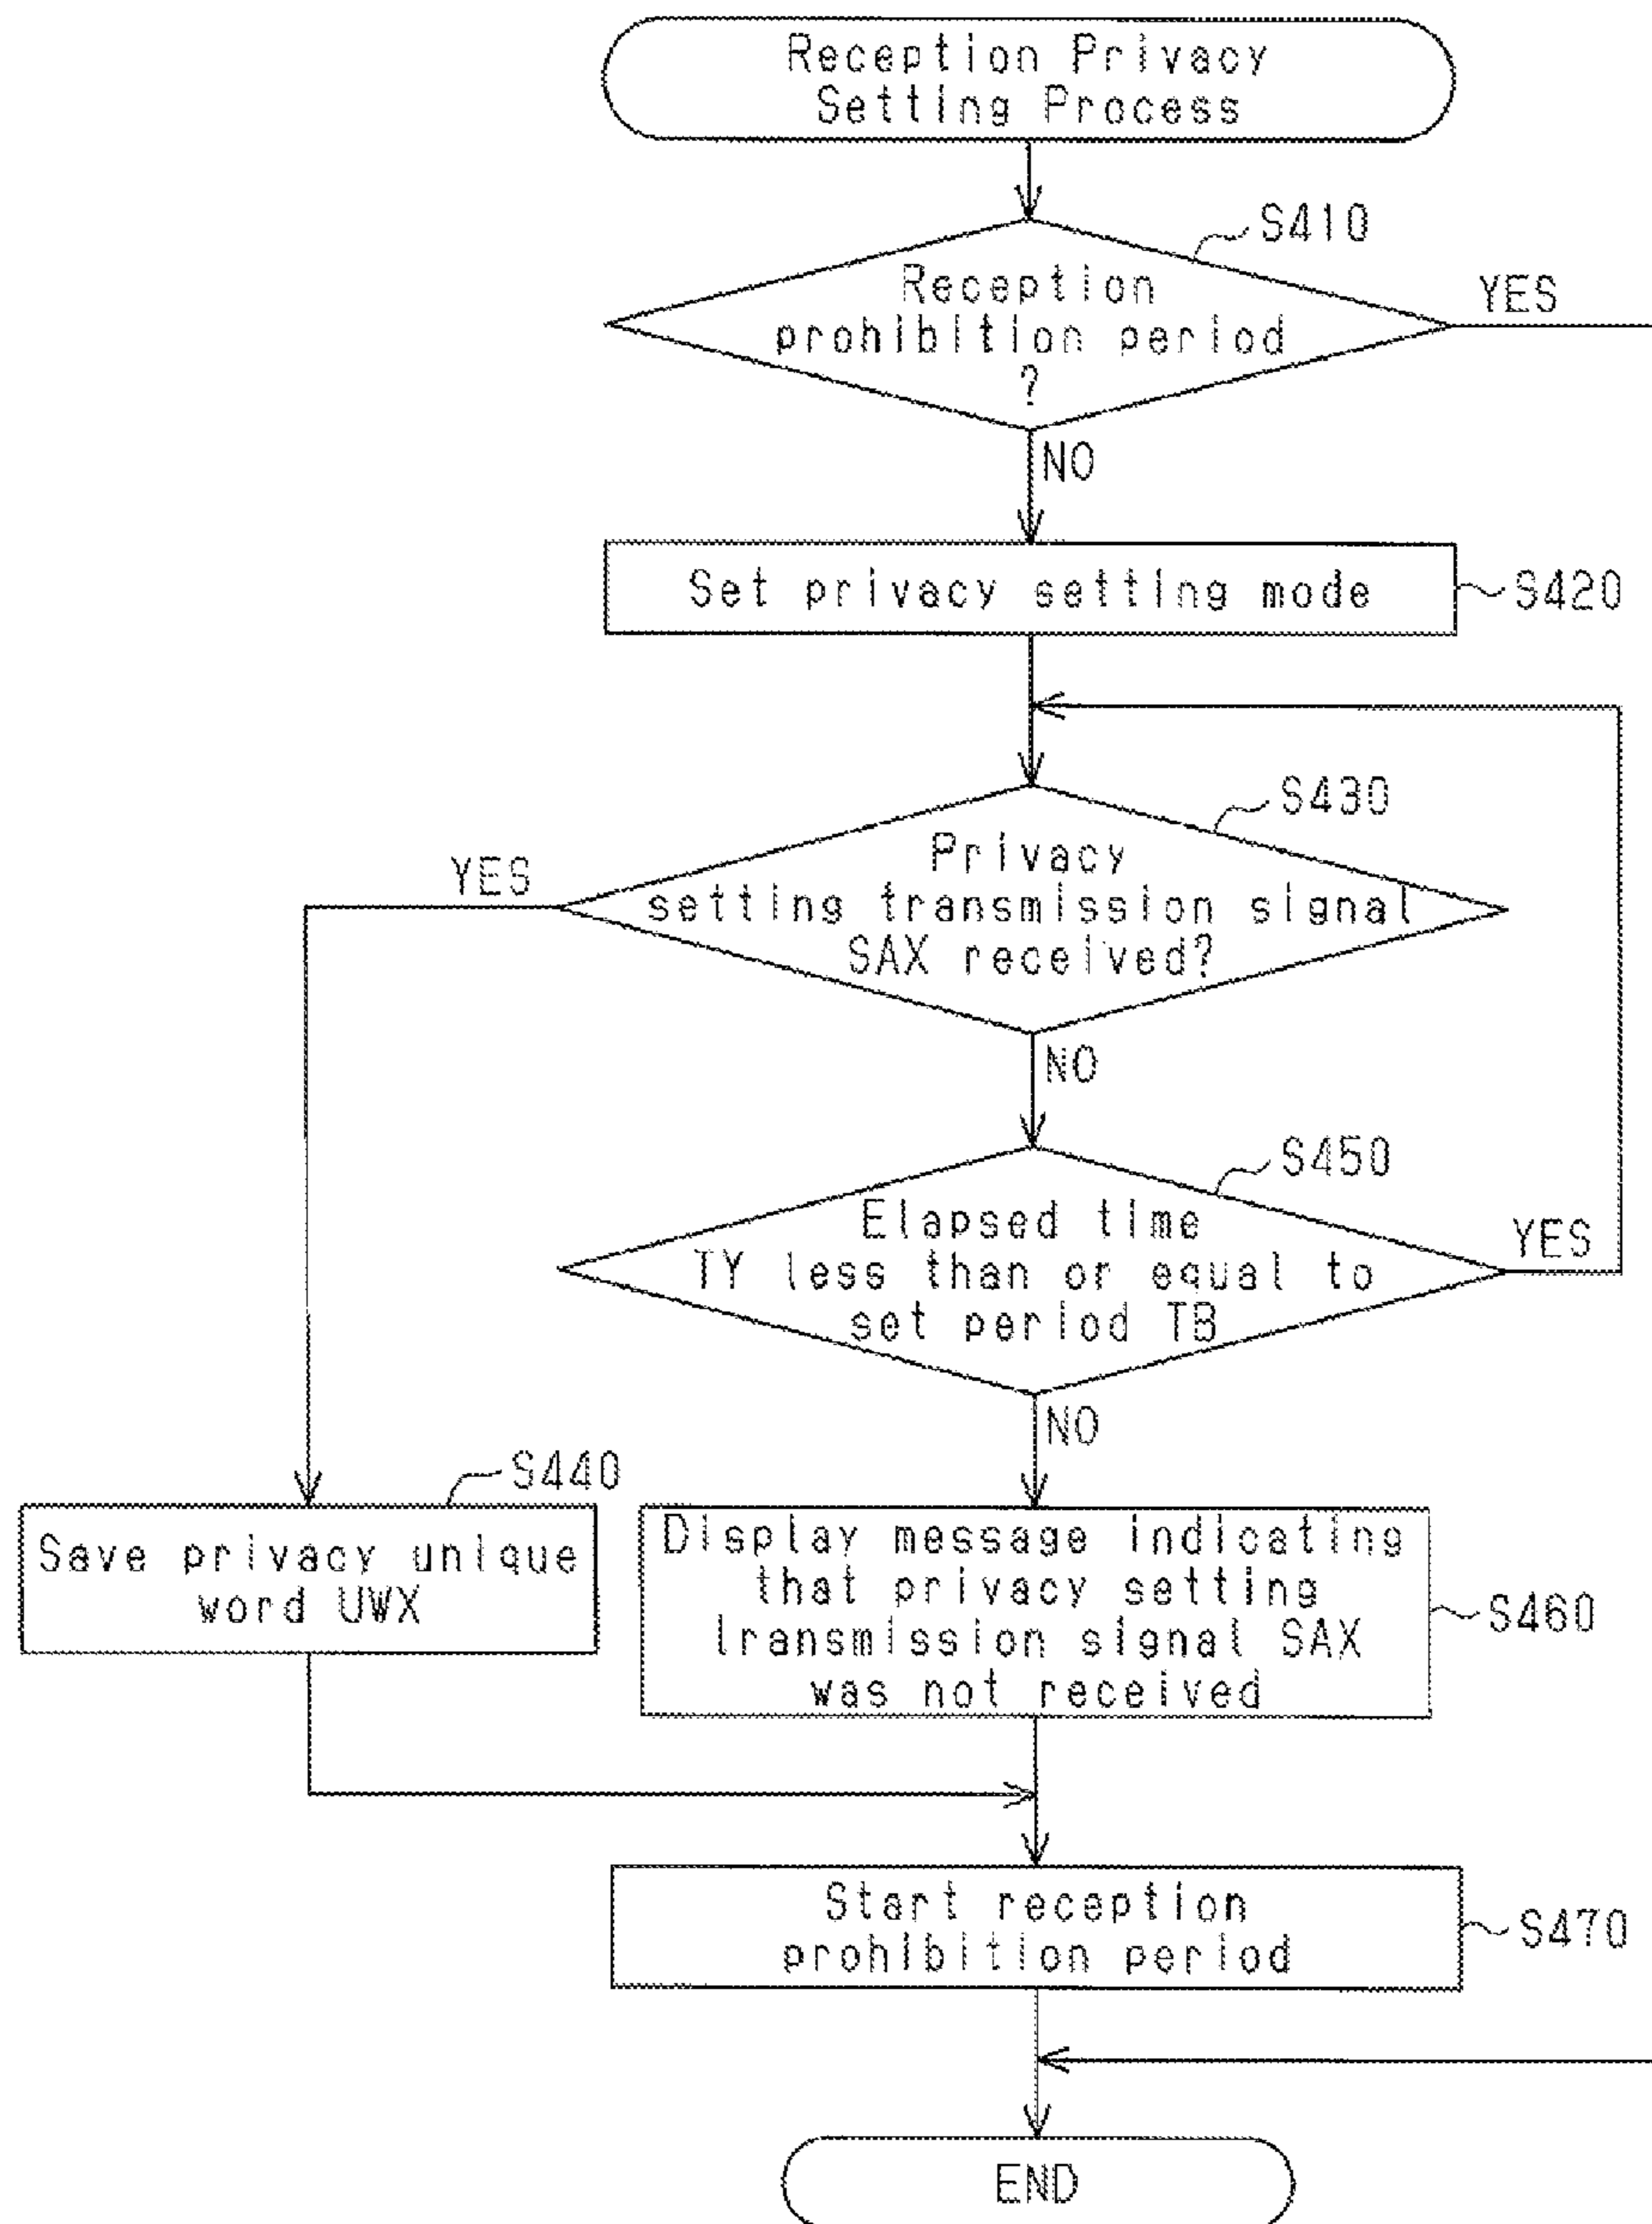 Reception Privacy
Setting Process
S410
Reception
prohibition period
?
YES
NO
Set privacy setting mode
S420
S430
Privacy
setting transmission signal
SAX received?
YES
NO
S450
Elapsed time
TY less than or equal to
set period TB
YES
NO
S440
Save privacy unique
word UWX
Display message indicating
that privacy setting
transmission signal SAX
was not received
S460
Start reception
prohibition period
S470
END